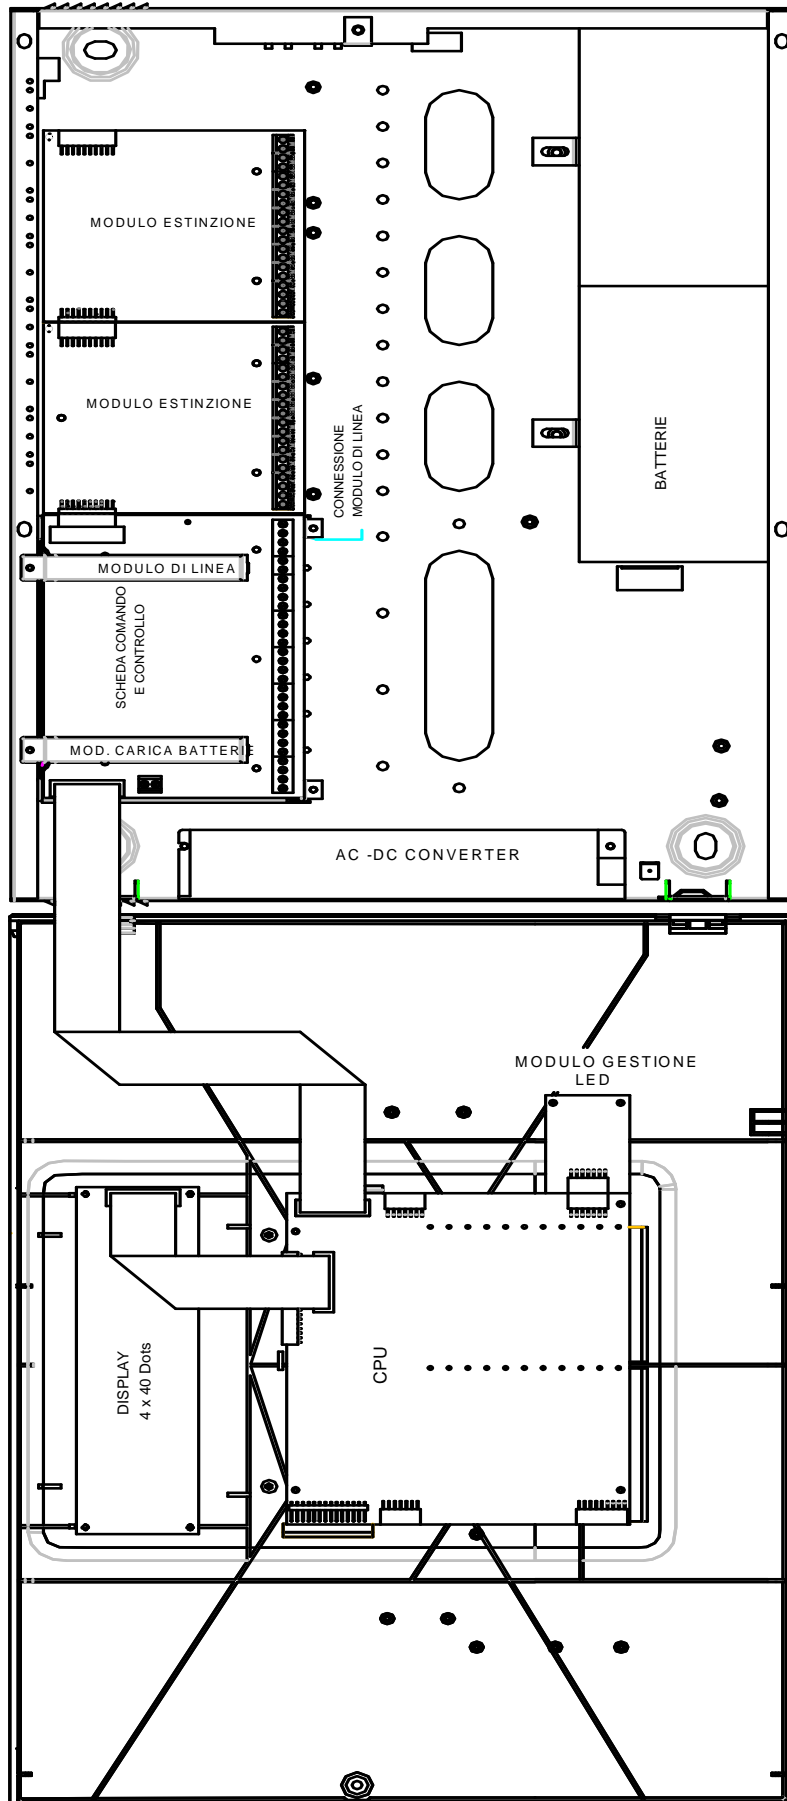 MODULO ESTINZIONE
MODULO ESTINZIONE
CONNESSIONE
MODULO DI LINEA
BATTERIE
MODULO DI LINEA
SCHEDA COMANDO
E CONTROLLO
MOD. CARICA BATTERIE
AC -DC CONVERTER
MODULO GESTIONE
LED
DISPLAY
4 x 40 Dots
CPU